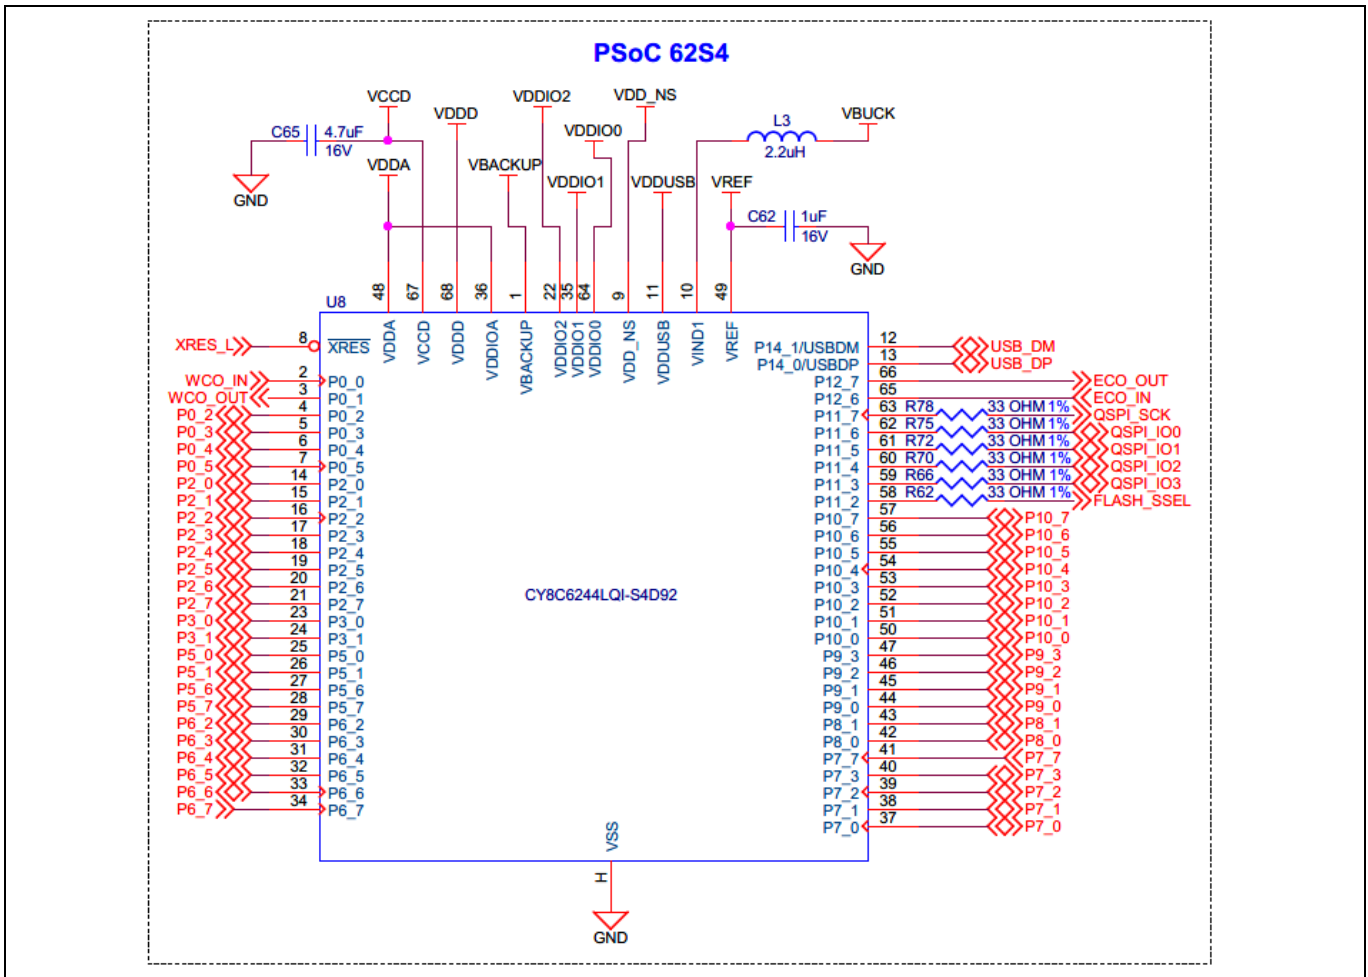 PSoC 62S4
VCCD
VDDD
VDDIO2
VDD_NS
VBUCK
L3
2.2uH
C65
4.7uF
16V
VDDIO0
GND
VDDA
VBACKUP
VDDIO1
VDDUSB
VREF
C62
1uF
16V
GND
48
67
68
36
1
22
35
64
9
11
10
49
U8
VDDA
VCCD
VDDD
VDDIOA
VBACKUP
VDDIO2
VDDIO1
VDDIO0
VDD_NS
VDDUSB
VIND1
VREF
XRES_L 8 XRES
WCO_IN 2 P0_0
WCO_OUT 3 P0_1
P0_2 4 P0_2
P0_3 5 P0_3
P0_4 6 P0_4
P0_5 7 P0_5
P2_0 14 P2_0
P2_1 15 P2_1
P2_2 16 P2_2
P2_3 17 P2_3
P2_4 18 P2_4
P2_5 19 P2_5
P2_6 20 P2_6
P2_7 21 P2_7
P3_0 23 P3_0
P3_1 24 P3_1
P5_0 25 P5_0
P5_1 26 P5_1
P5_6 27 P5_6
P5_7 28 P5_7
P6_2 29 P6_2
P6_3 30 P6_3
P6_4 31 P6_4
P6_5 32 P6_5
P6_6 33 P6_6
P6_7 34 P6_7
CY8C6244LQI-S4D92
P14_1/USBDM 12 USB_DM
P14_0/USBDP 13 USB_DP
P12_7 66 ECO_OUT
P12_6 65 ECO_IN
P11_7 63 R78 33 OHM 1% QSPI_SCK
P11_6 62 R75 33 OHM 1% QSPI_IO0
P11_5 61 R72 33 OHM 1% QSPI_IO1
P11_4 60 R70 33 OHM 1% QSPI_IO2
P11_3 59 R66 33 OHM 1% QSPI_IO3
P11_2 58 R62 33 OHM 1% FLASH_SSEL
P10_7 57 P10_7
P10_6 56 P10_6
P10_5 55 P10_5
P10_4 54 P10_4
P10_3 53 P10_3
P10_2 52 P10_2
P10_1 51 P10_1
P10_0 50 P10_0
P9_3 47 P9_3
P9_2 46 P9_2
P9_1 45 P9_1
P9_0 44 P9_0
P8_1 43 P8_1
P8_0 42 P8_0
P7_7 41 P7_7
P7_3 40 P7_3
P7_2 39 P7_2
P7_1 38 P7_1
P7_0 37 P7_0
VSS
H
GND